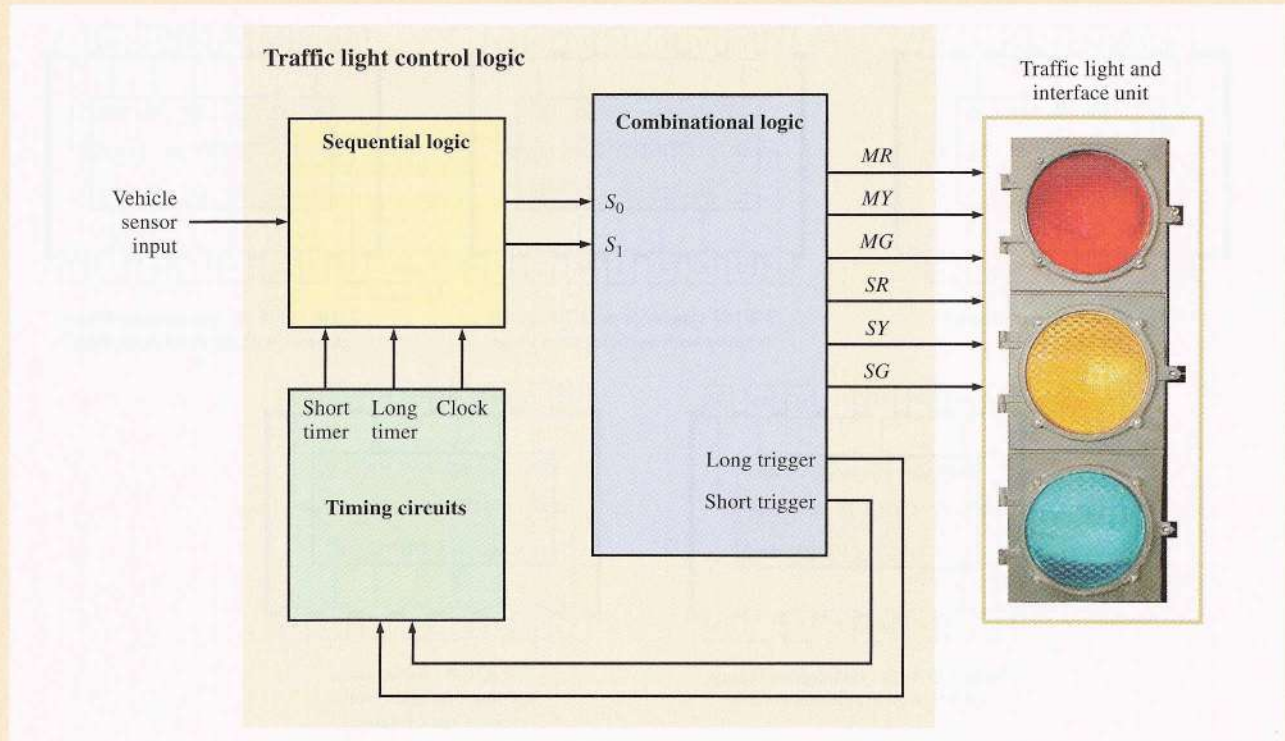 Traffic light control logic
Traffic light and
interface unit
Sequential logic
Combinational logic
Vehicle
sensor
input
S0
S1
MR
MY
MG
SR
SY
SG
Short
timer
Long
timer
Clock
Timing circuits
Long trigger
Short trigger